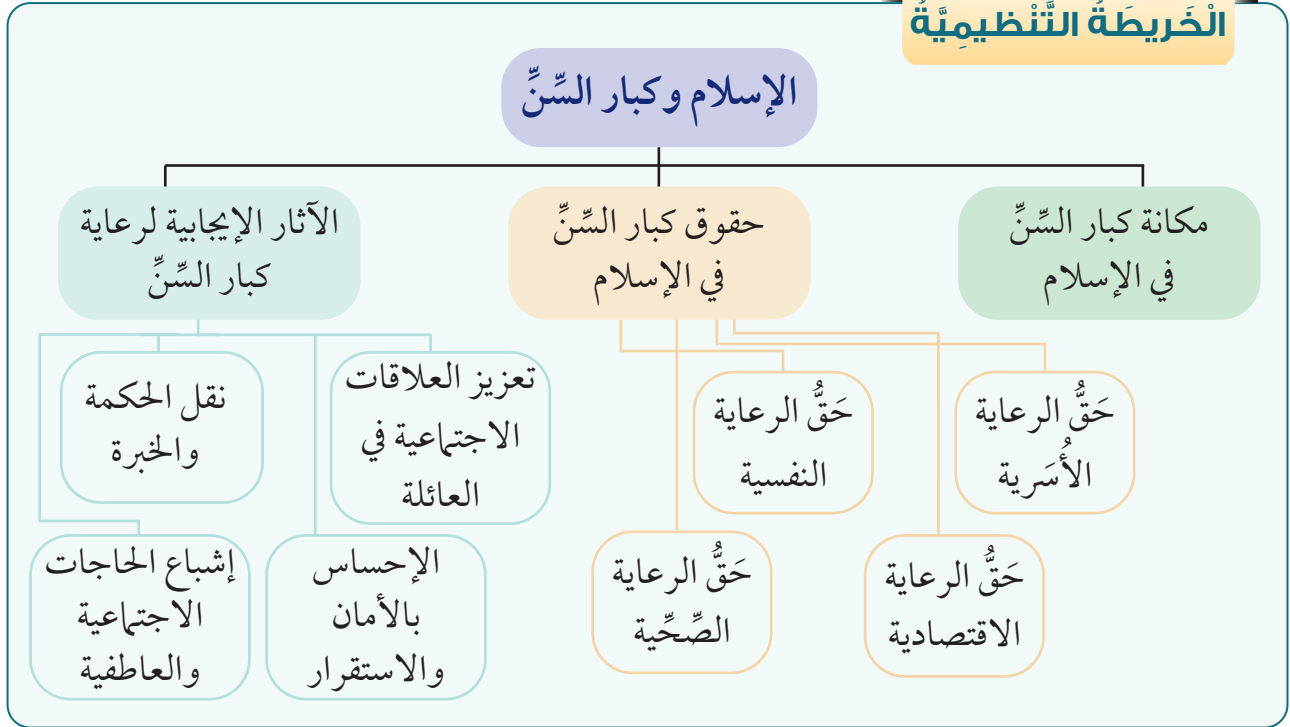 الْخَريطَةُ التَّنْظيمِيَّةُ
الإسلام وكبار السِّنِّ
مكانة كبار السِّنِّ
في الإسلام
حقوق كبار السِّنِّ
في الإسلام
الآثار الإيجابية لرعاية
كبار السِّنِّ
حَقُّ الرعاية
الأُسَرية
حَقُّ الرعاية
النفسية
تعزيز العلاقات
الاجتماعية في
العائلة
نقل الحكمة
والخبرة
حَقُّ الرعاية
الاقتصادية
حَقُّ الرعاية
الصِّحِّية
الإحساس
بالأمان
والاستقرار
إشباع الحاجات
الاجتماعية
والعاطفية